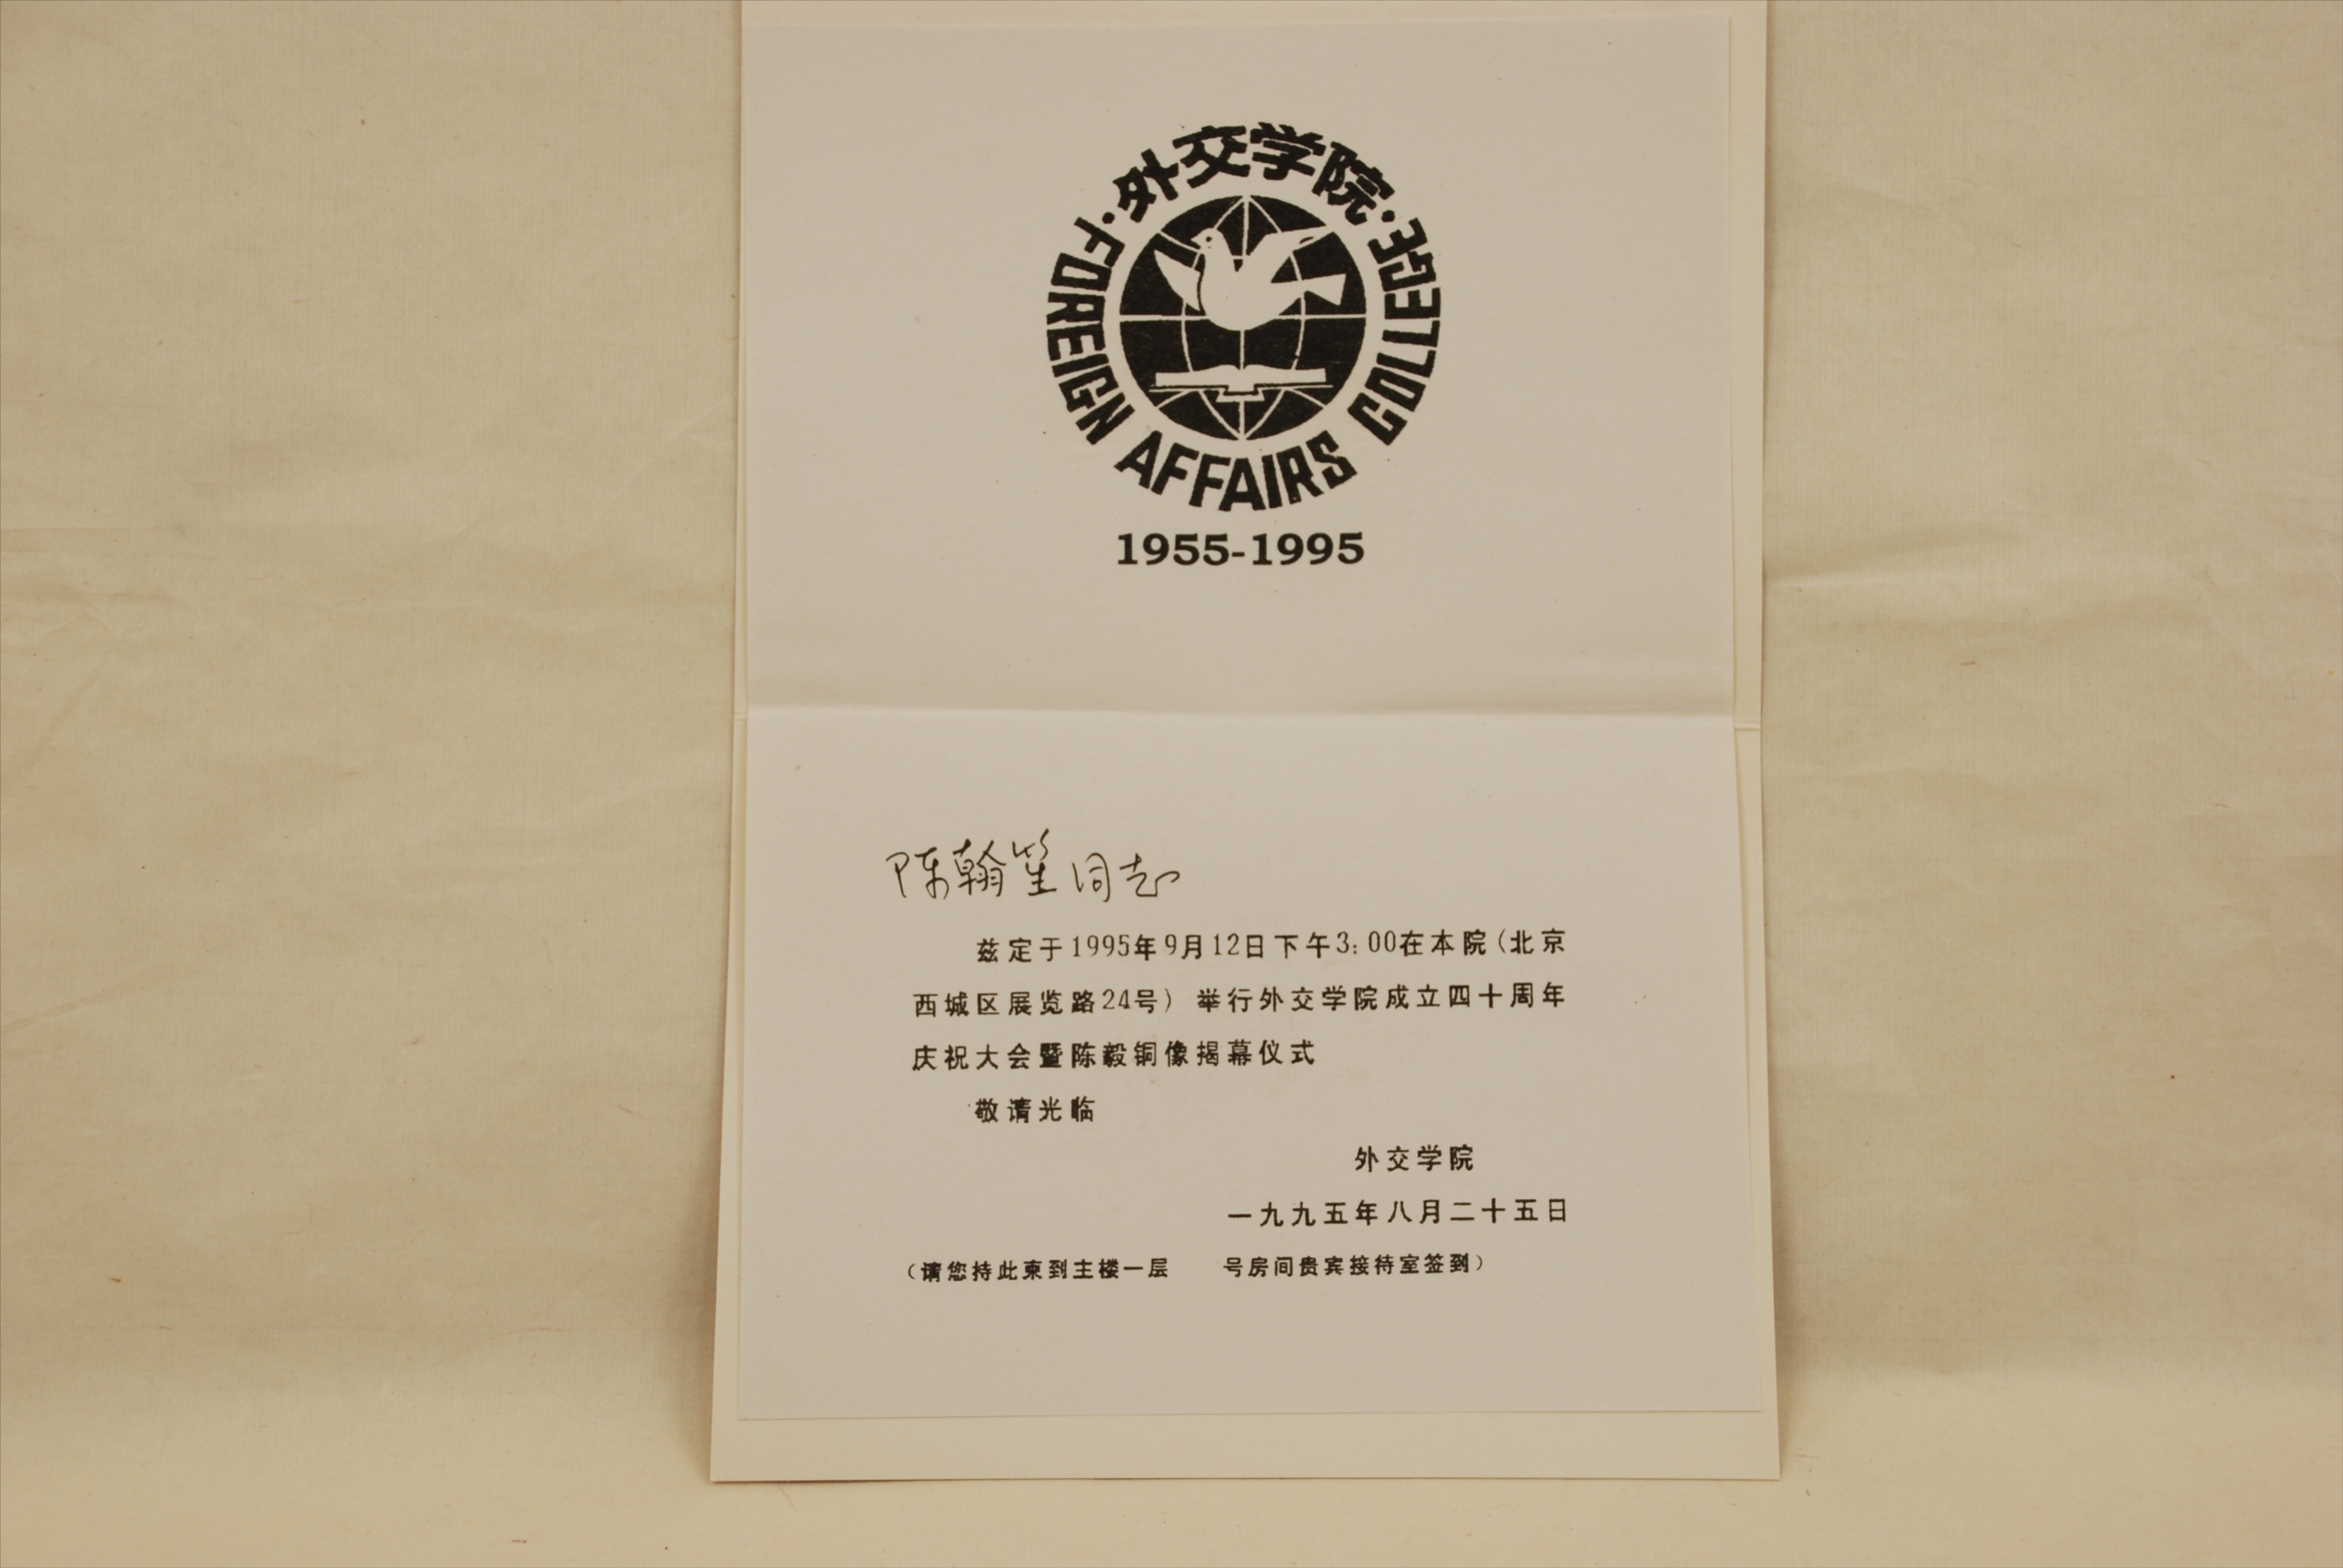 ·外交学院·
FOREIGN AFFAIRS COLLEGE
1955-1995
陈翰笙同志
兹定于1995年9月12日下午3:00在本院(北京
西城区展览路24号) 举行外交学院成立四十周年
庆祝大会暨陈毅铜像揭幕仪式
敬请光临
外交学院
一九九五年八月二十五日
(请您持此柬到主楼一层 号房间贵宾接待室签到)